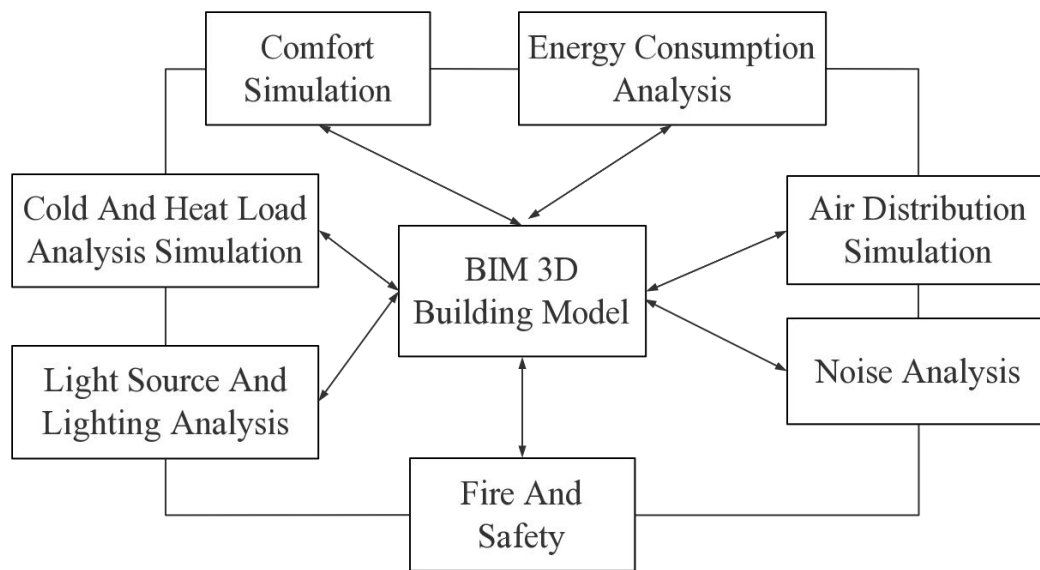 Comfort
Simulation
Energy Consumption
Analysis
Cold And Heat Load
Analysis Simulation
Air Distribution
Simulation
BIM 3D
Building Model
Light Source And
Lighting Analysis
Noise Analysis
Fire And
Safety